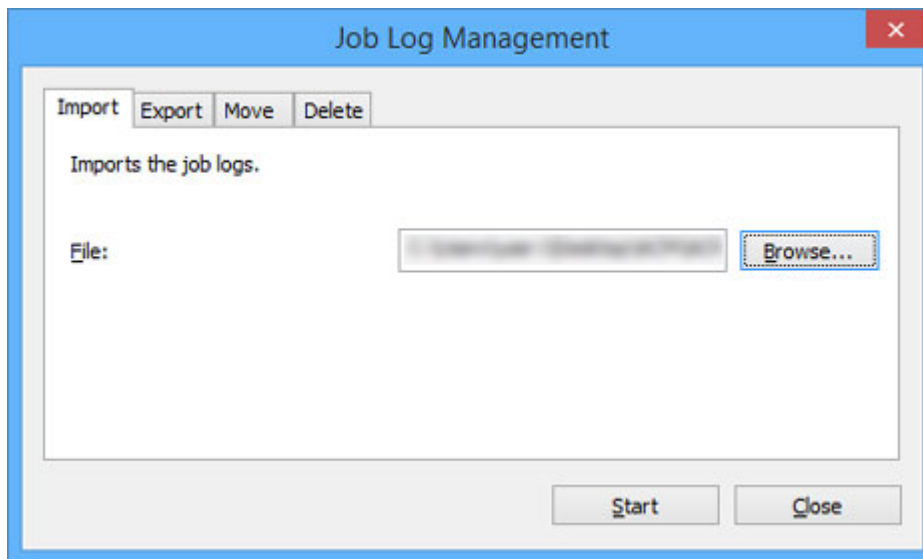 Job Log Management
Import Export Move Delete
Imports the job logs.
File: Browse...
Start Close